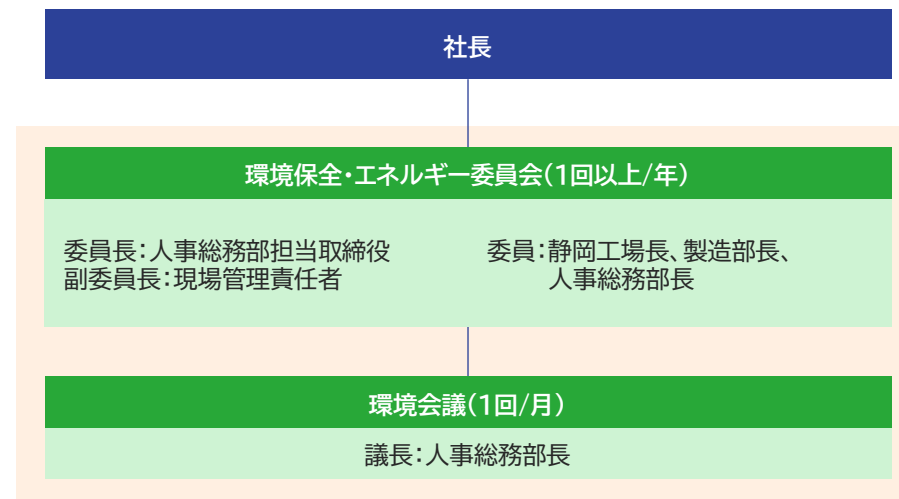 社長
環境保全・エネルギー委員会（1回以上/年）
委員長：人事総務部担当取締役
副委員長：現場管理責任者
委員：静岡工場長、製造部長、
人事総務部長
環境会議（1回/月）
議長：人事総務部長